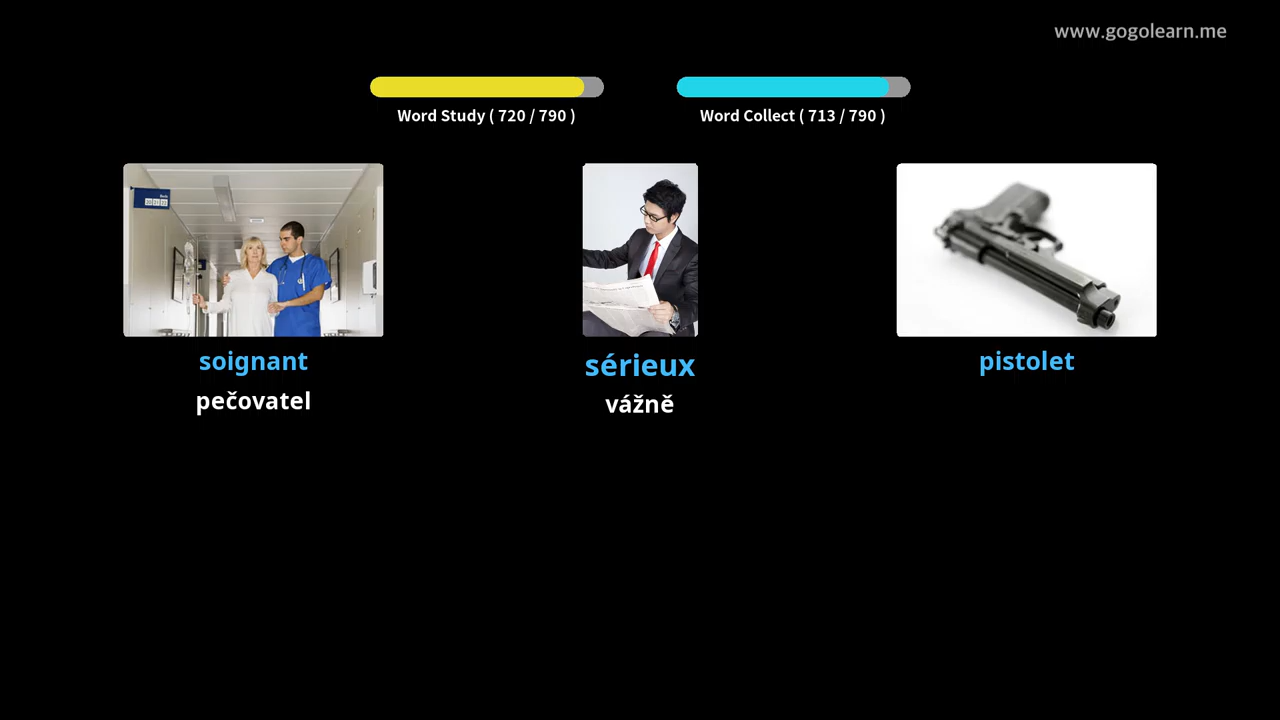 www.gogolearn.me
Word Study ( 720 / 790 )
Word Collect ( 713 / 790 )
soignant
pečovatel
sérieux
vážně
pistolet